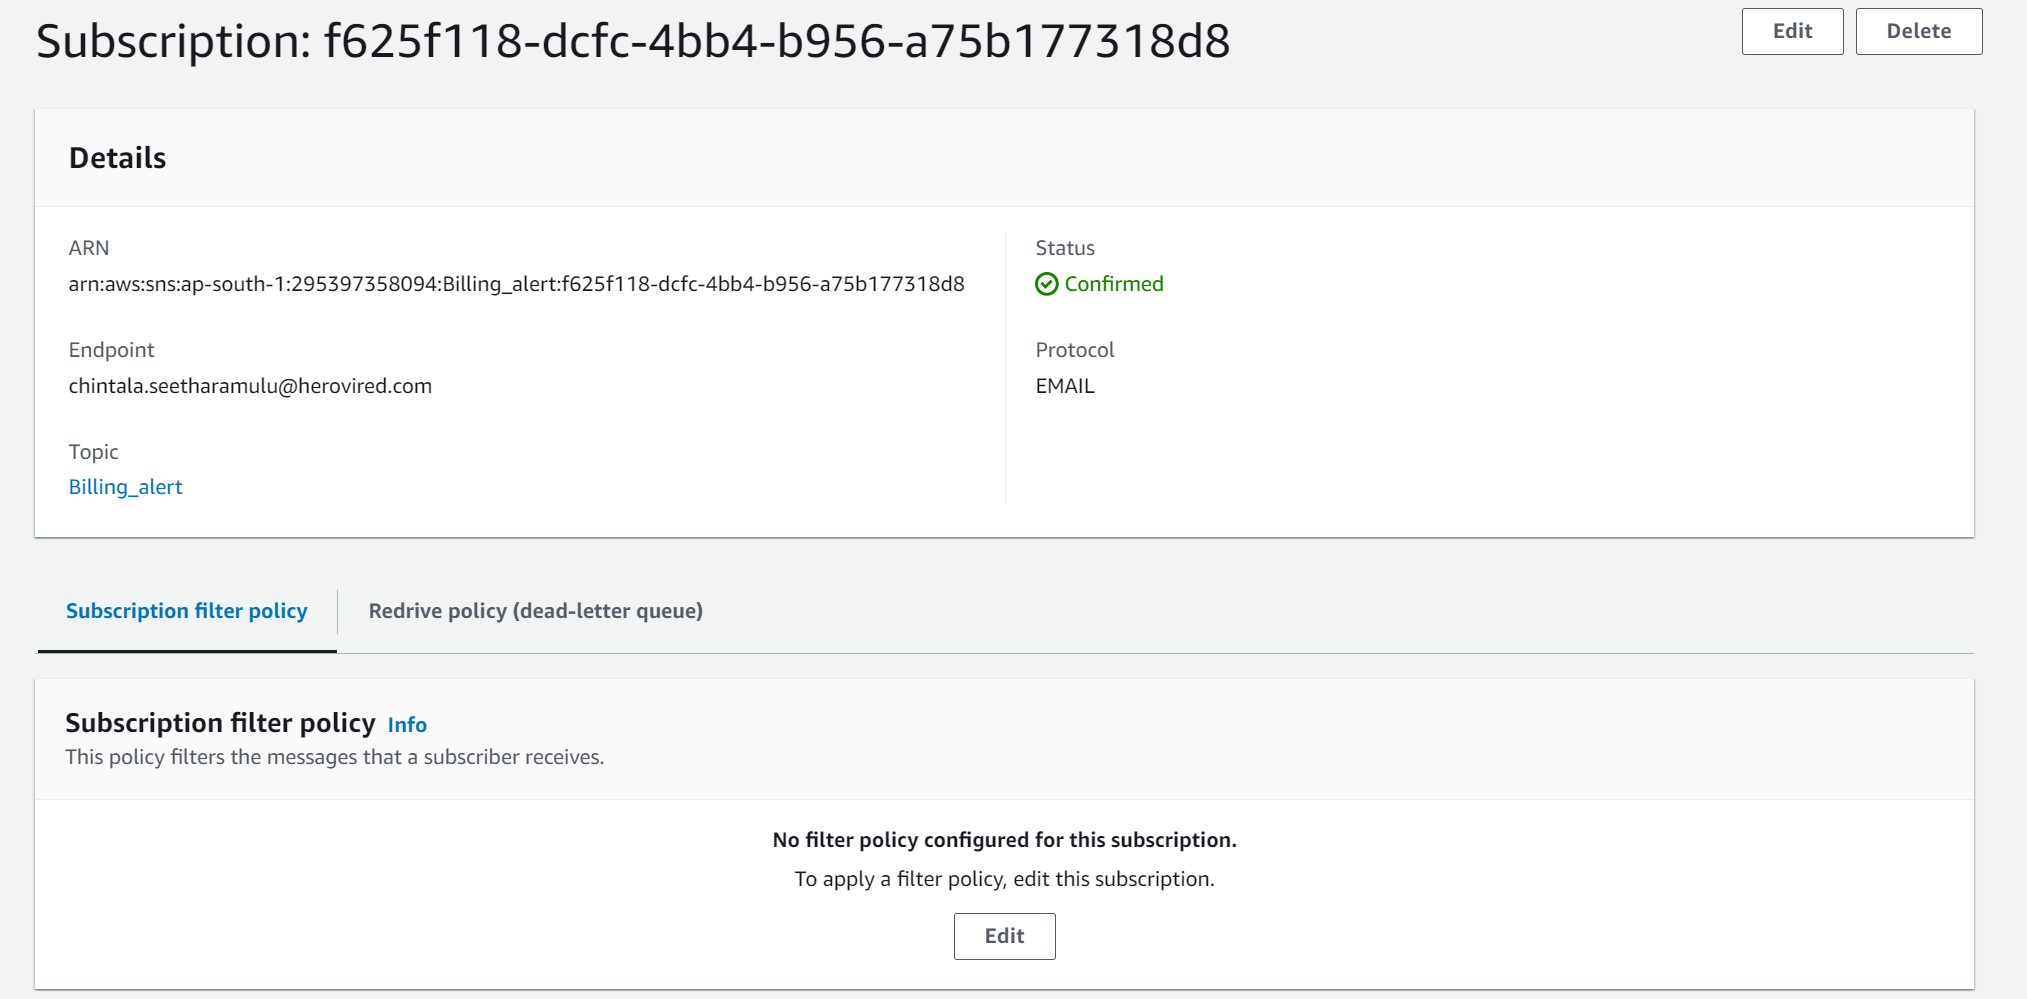 Subscription: f625f118-dcfc-4bb4-b956-a75b177318d8
Edit
Delete
Details
ARN
arn:aws:sns:ap-south-1:295397358094:Billing_alert:f625f118-dcfc-4bb4-b956-a75b177318d8
Endpoint
chintala.seetharamulu@herovired.com
Topic
Billing_alert
Status
Confirmed
Protocol
EMAIL
Subscription filter policy
Redrive policy (dead-letter queue)
Subscription filter policy Info
This policy filters the messages that a subscriber receives.
No filter policy configured for this subscription.
To apply a filter policy, edit this subscription.
Edit